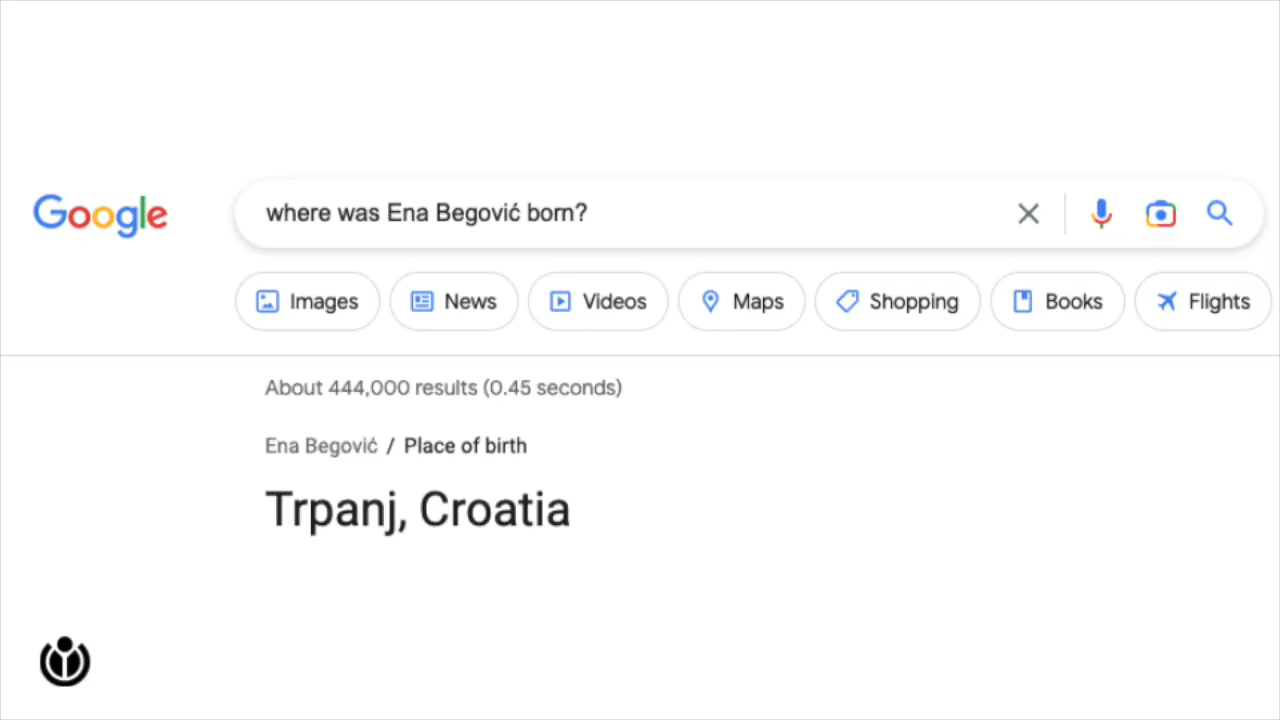 Google
where was Ena Begović born?
Images News Videos Maps Shopping Books Flights
About 444,000 results (0.45 seconds)
Ena Begović / Place of birth
Trpanj, Croatia